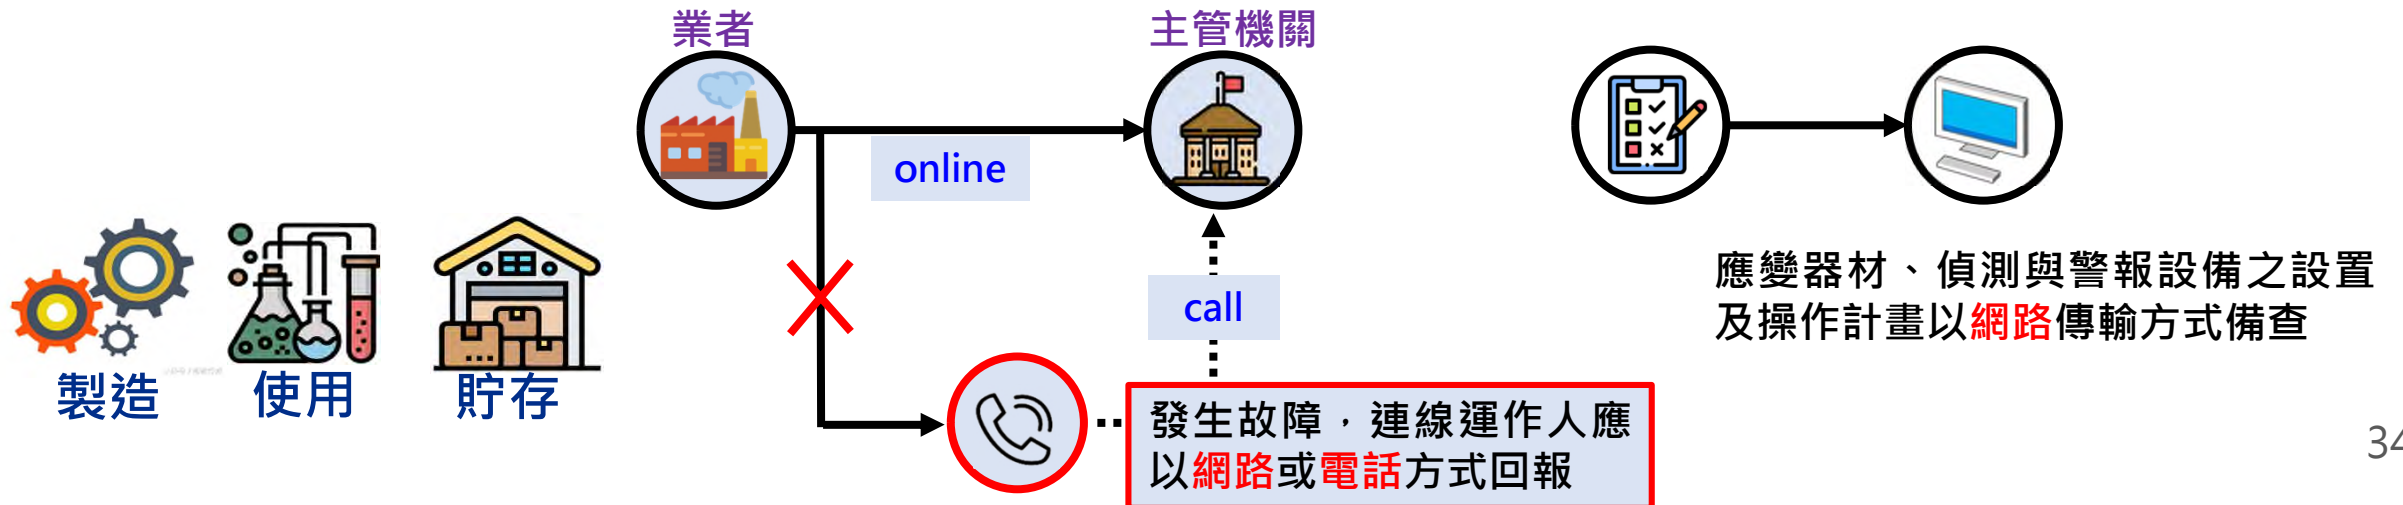 業者
主管機關
online
call
製造
使用
貯存
發生故障，連線運作人應
以網路或電話方式回報
應變器材、偵測與警報設備之設置
及操作計畫以網路傳輸方式備查
34